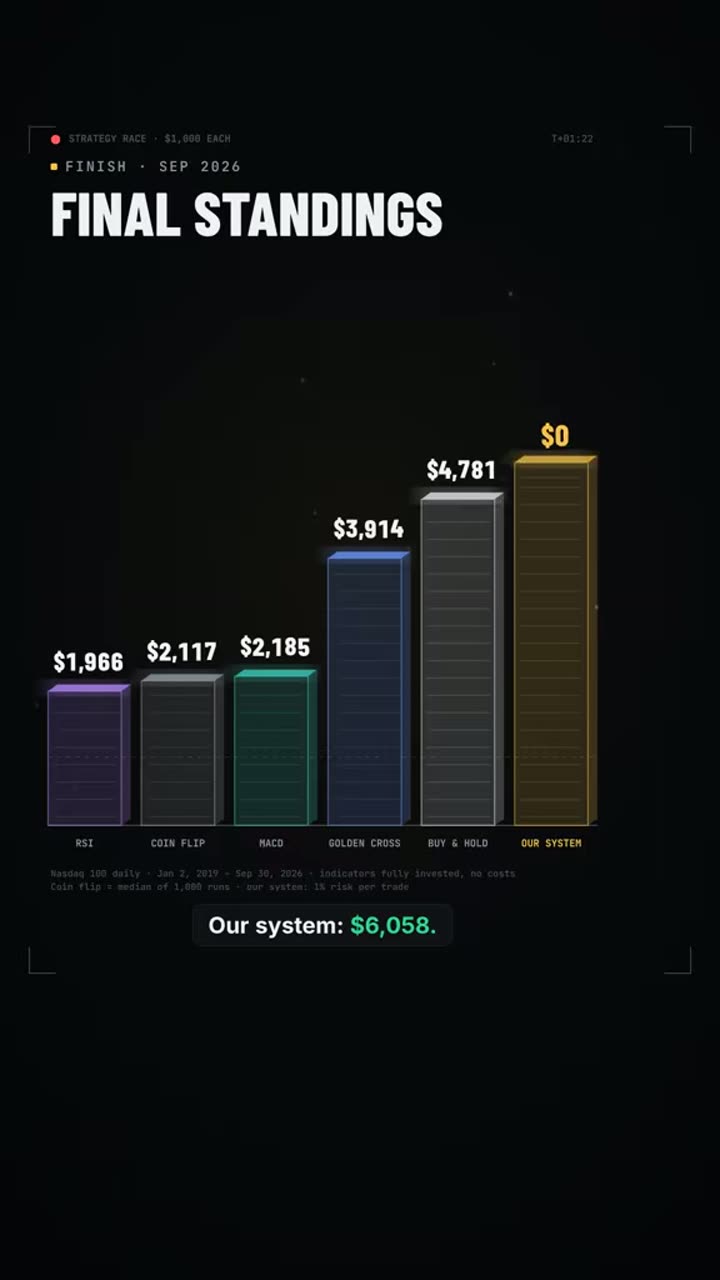 STRATEGY RACE · $1,000 EACH
T+01:22
FINISH · SEP 2026
FINAL STANDINGS
$0
$4,781
$3,914
$2,185
$2,117
$1,966
RSI COIN FLIP MACD GOLDEN CROSS BUY & HOLD OUR SYSTEM
Nasdaq 100 daily · Jan 2, 2019 – Sep 30, 2026 · indicators fully invested, no costs
Coin flip = median of 1,000 runs · our system: 1% risk per trade
Our system: $6,058.